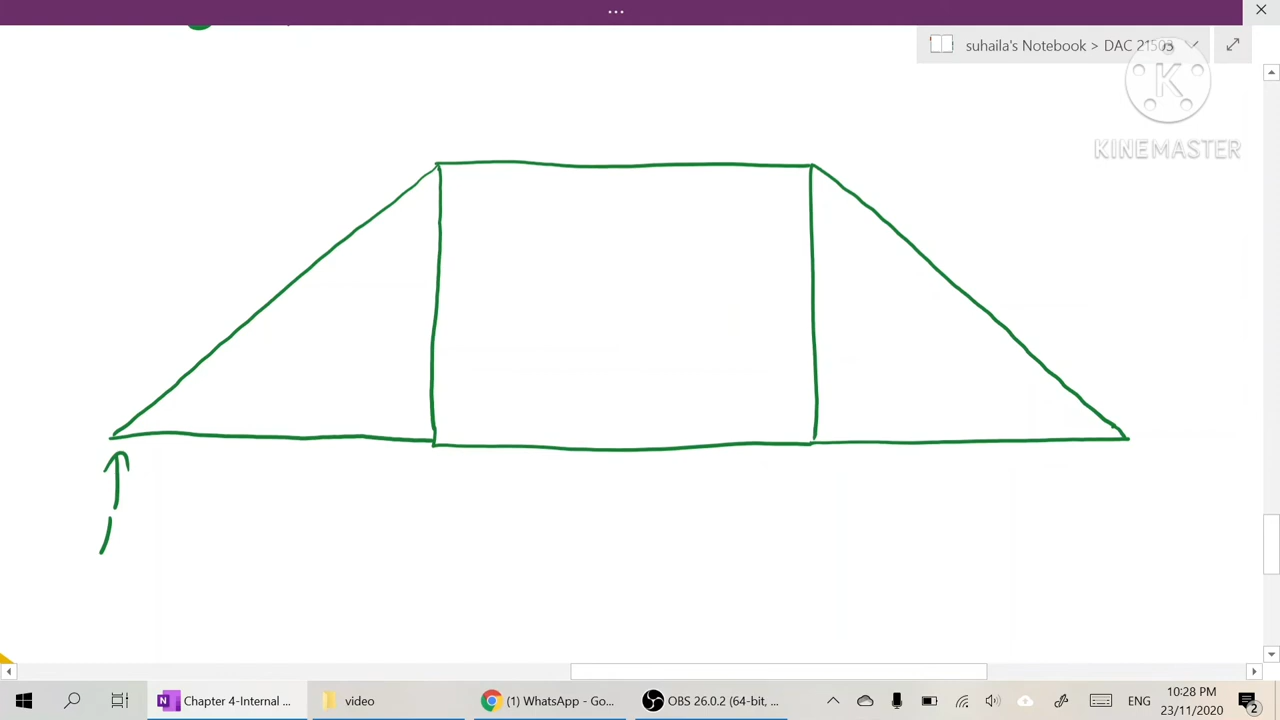 ...
suhaila's Notebook > DAC 21503
K
KINEMASTER
Chapter 4-Internal ...
video
(1) WhatsApp - Go...
OBS 26.0.2 (64-bit, ...
ENG
10:28 PM
23/11/2020
2